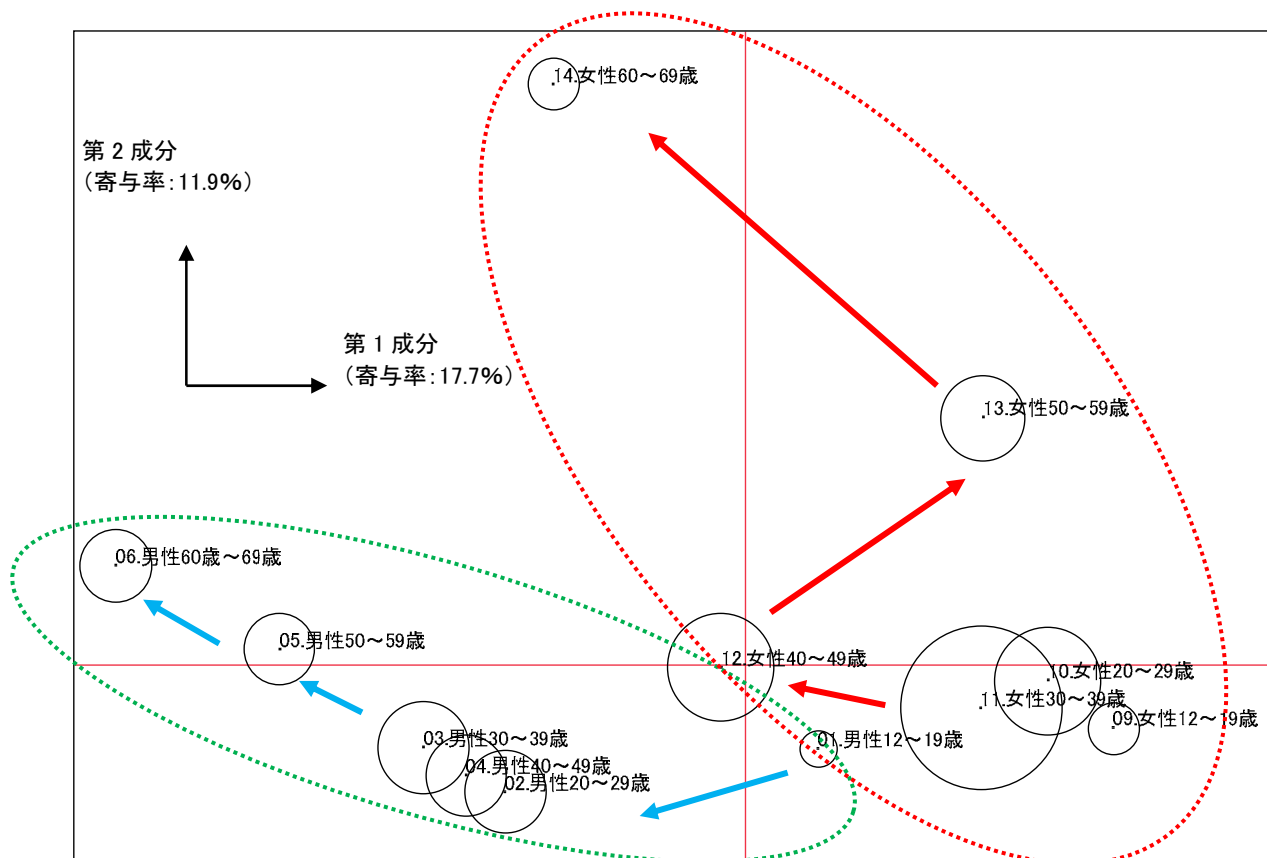 14.女性60～69歳
第2成分
(寄与率:11.9%)
第1成分
(寄与率:17.7%)
13.女性50～59歳
06.男性60歳～69歳
05.男性50～59歳
12.女性40～49歳
10.女性20～29歳
11.女性30～39歳
09.女性12～19歳
03.男性30～39歳
01.男性12～19歳
04.男性40～49歳
02.男性20～29歳